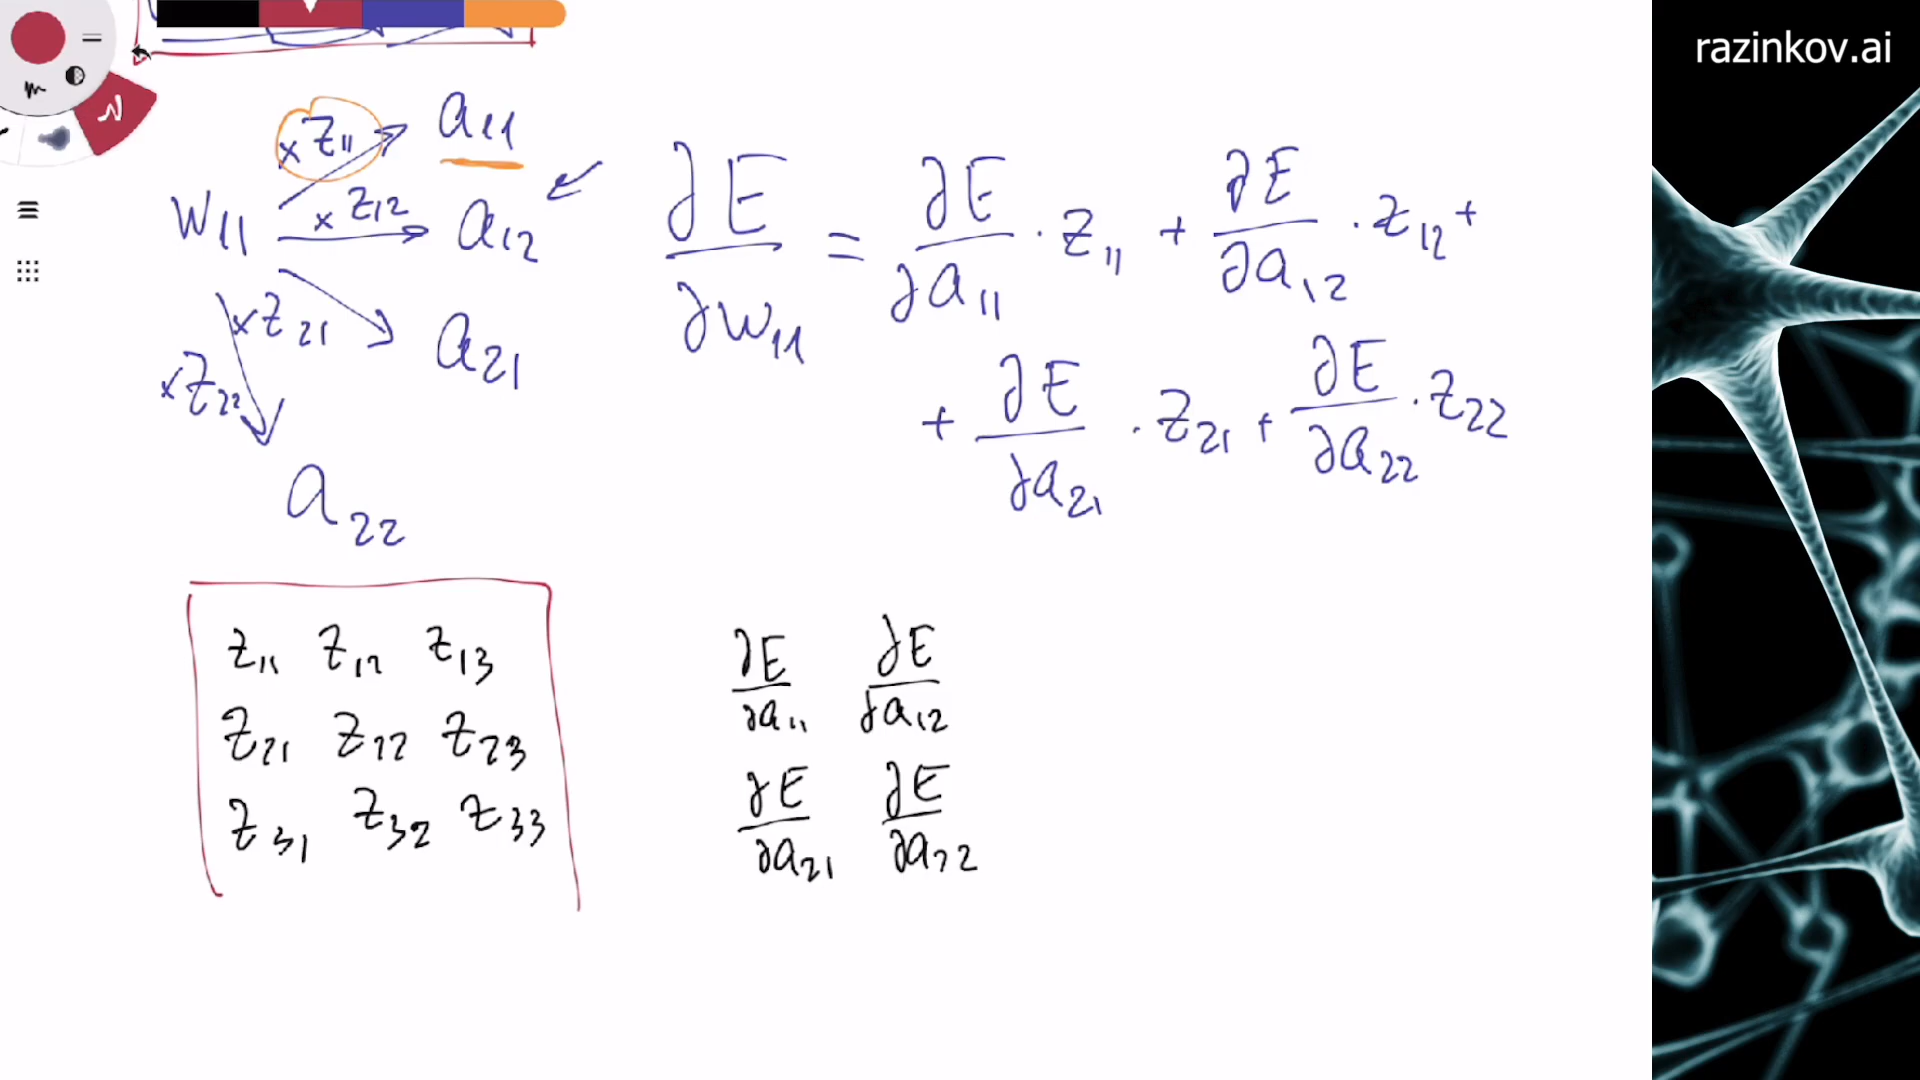 razinkov.ai
×z₁₁ a₁₁
w₁₁ ×z₁₂ a₁₂
×z₂₁ a₂₁
×z₂₂
a₂₂
∂E/∂w₁₁ = ∂E/∂a₁₁ · z₁₁ + ∂E/∂a₁₂ · z₁₂ +
+ ∂E/∂a₂₁ · z₂₁ + ∂E/∂a₂₂ · z₂₂
z₁₁ z₁₂ z₁₃
z₂₁ z₂₂ z₂₃
z₃₁ z₃₂ z₃₃
∂E/∂a₁₁ ∂E/∂a₁₂
∂E/∂a₂₁ ∂E/∂a₂₂